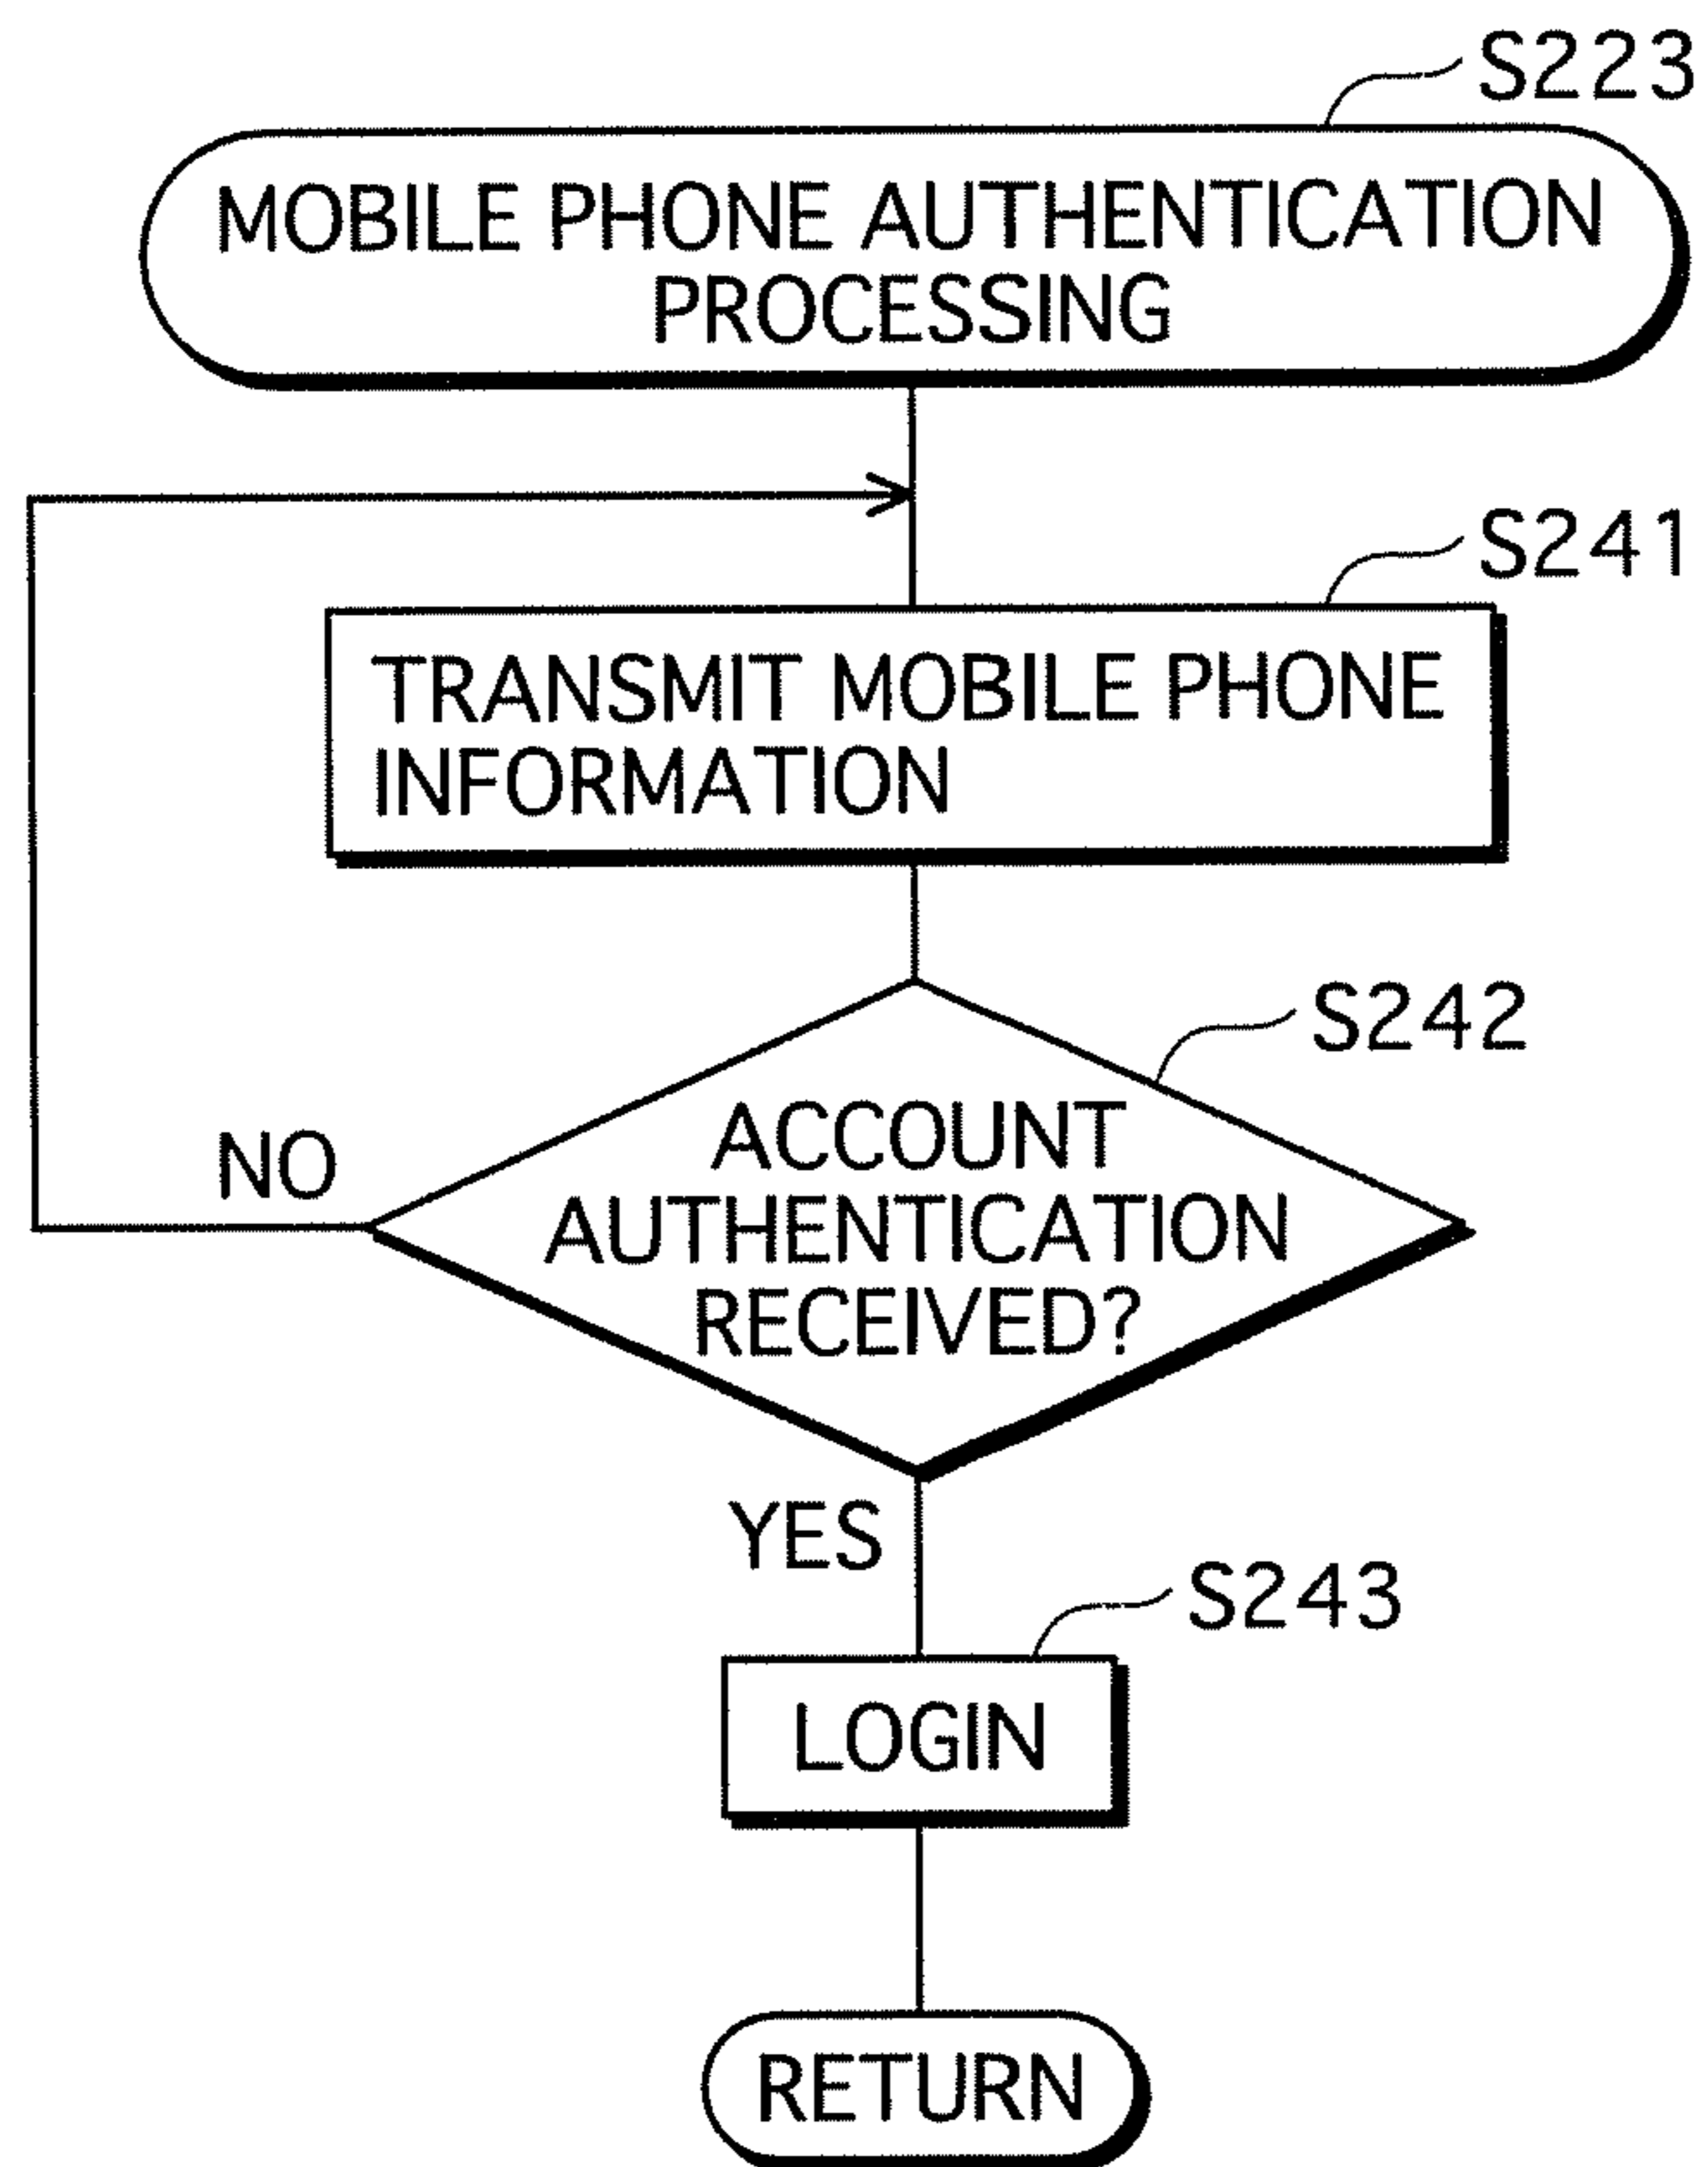 S223
MOBILE PHONE AUTHENTICATION
PROCESSING
S241
TRANSMIT MOBILE PHONE
INFORMATION
S242
ACCOUNT
AUTHENTICATION
RECEIVED?
NO
YES
S243
LOGIN
RETURN